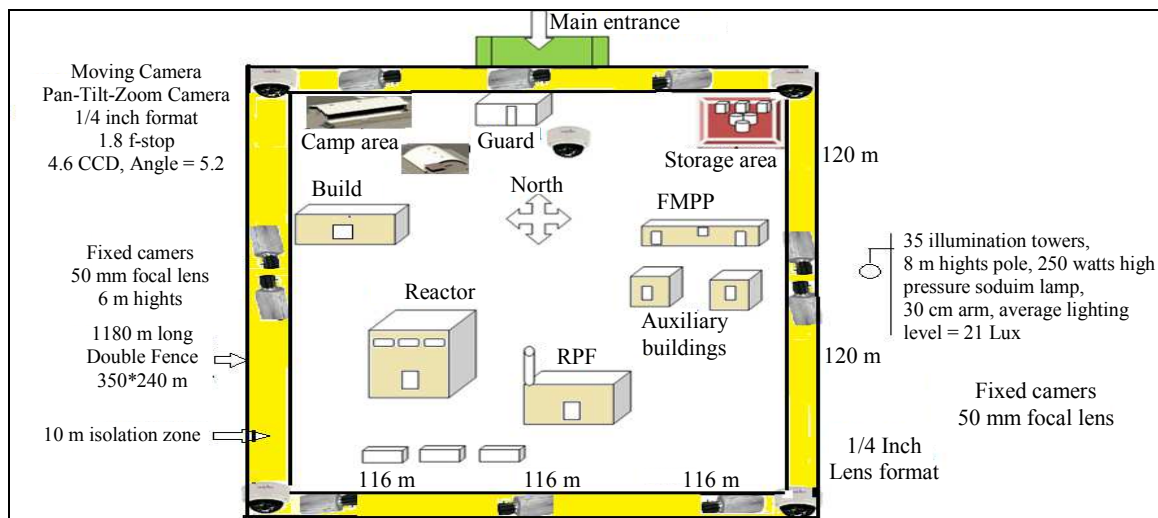 Main entrance
Moving Camera
Pan-Tilt-Zoom Camera
1/4 inch format
1.8 f-stop
4.6 CCD, Angle = 5.2
Camp area
Guard
Storage area
120 m
Build
North
FMPP
Fixed cameras
50 mm focal lens
6 m hights
35 illumination towers,
8 m hights pole, 250 watts high
pressure soduim lamp,
30 cm arm, average lighting
level = 21 Lux
Reactor
Auxiliary
buildings
1180 m long
Double Fence
350*240 m
RPF
120 m
Fixed cameras
50 mm focal lens
10 m isolation zone
1/4 Inch
Lens format
116 m
116 m
116 m